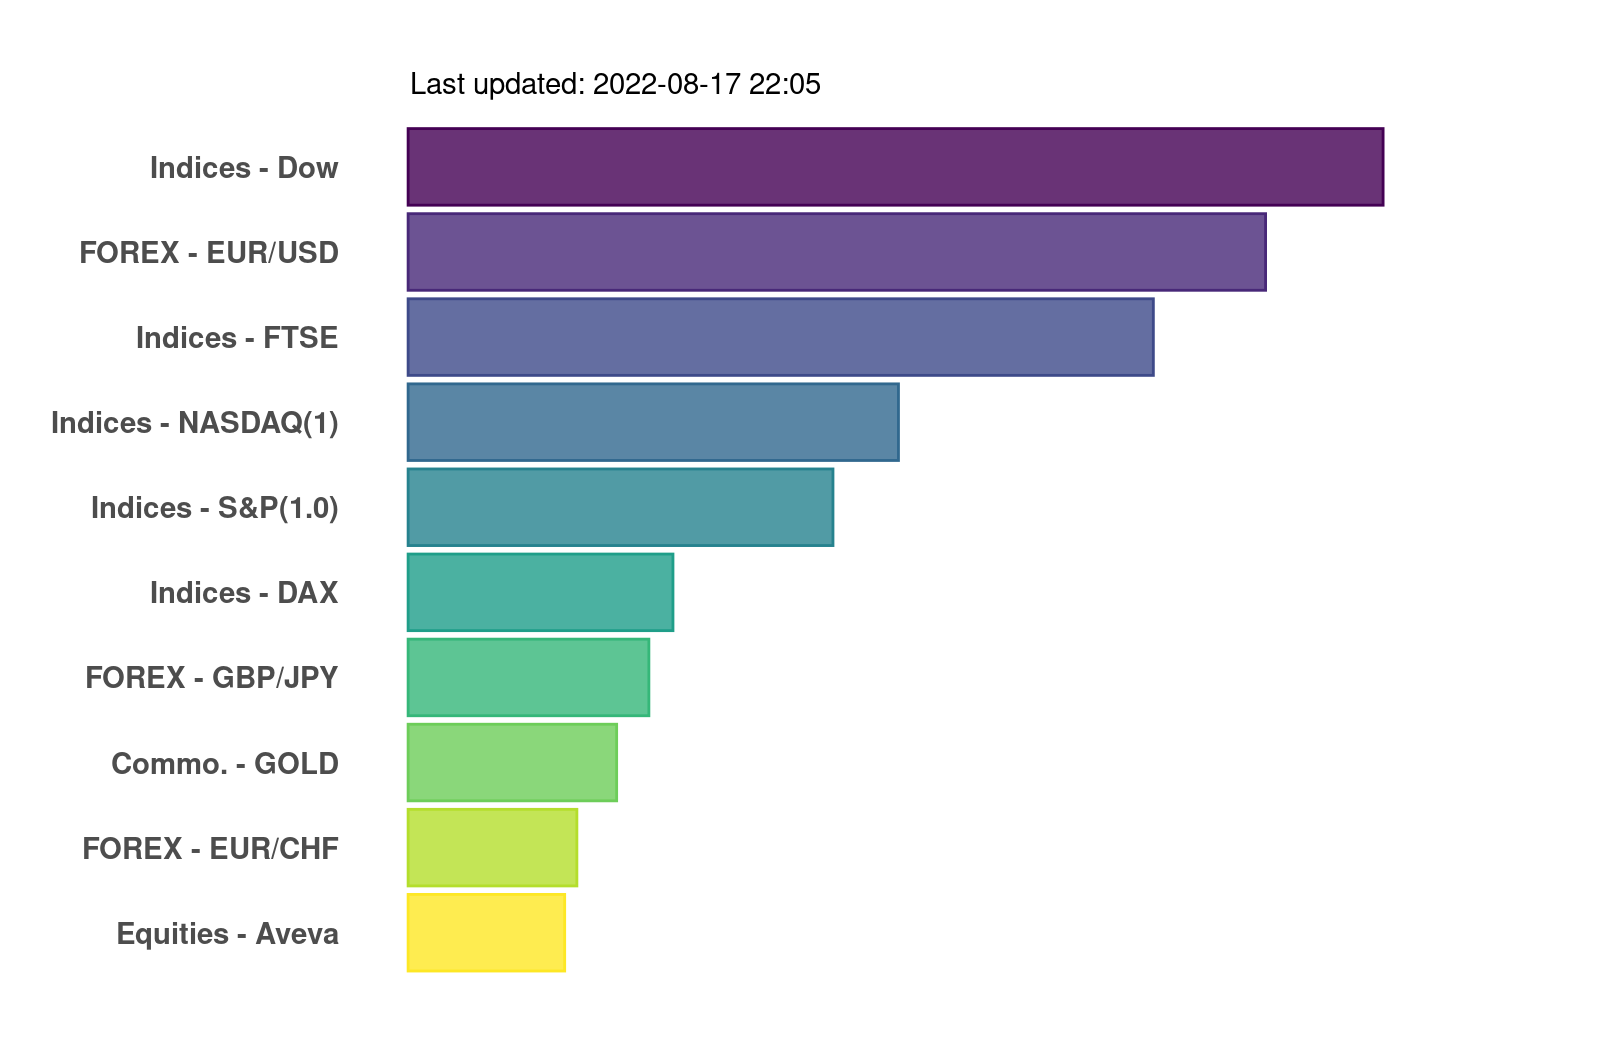 Last updated: 2022-08-17 22:05
Indices - Dow
FOREX - EUR/USD
Indices - FTSE
Indices - NASDAQ(1)
Indices - S&P(1.0)
Indices - DAX
FOREX - GBP/JPY
Commo. - GOLD
FOREX - EUR/CHF
Equities - Aveva